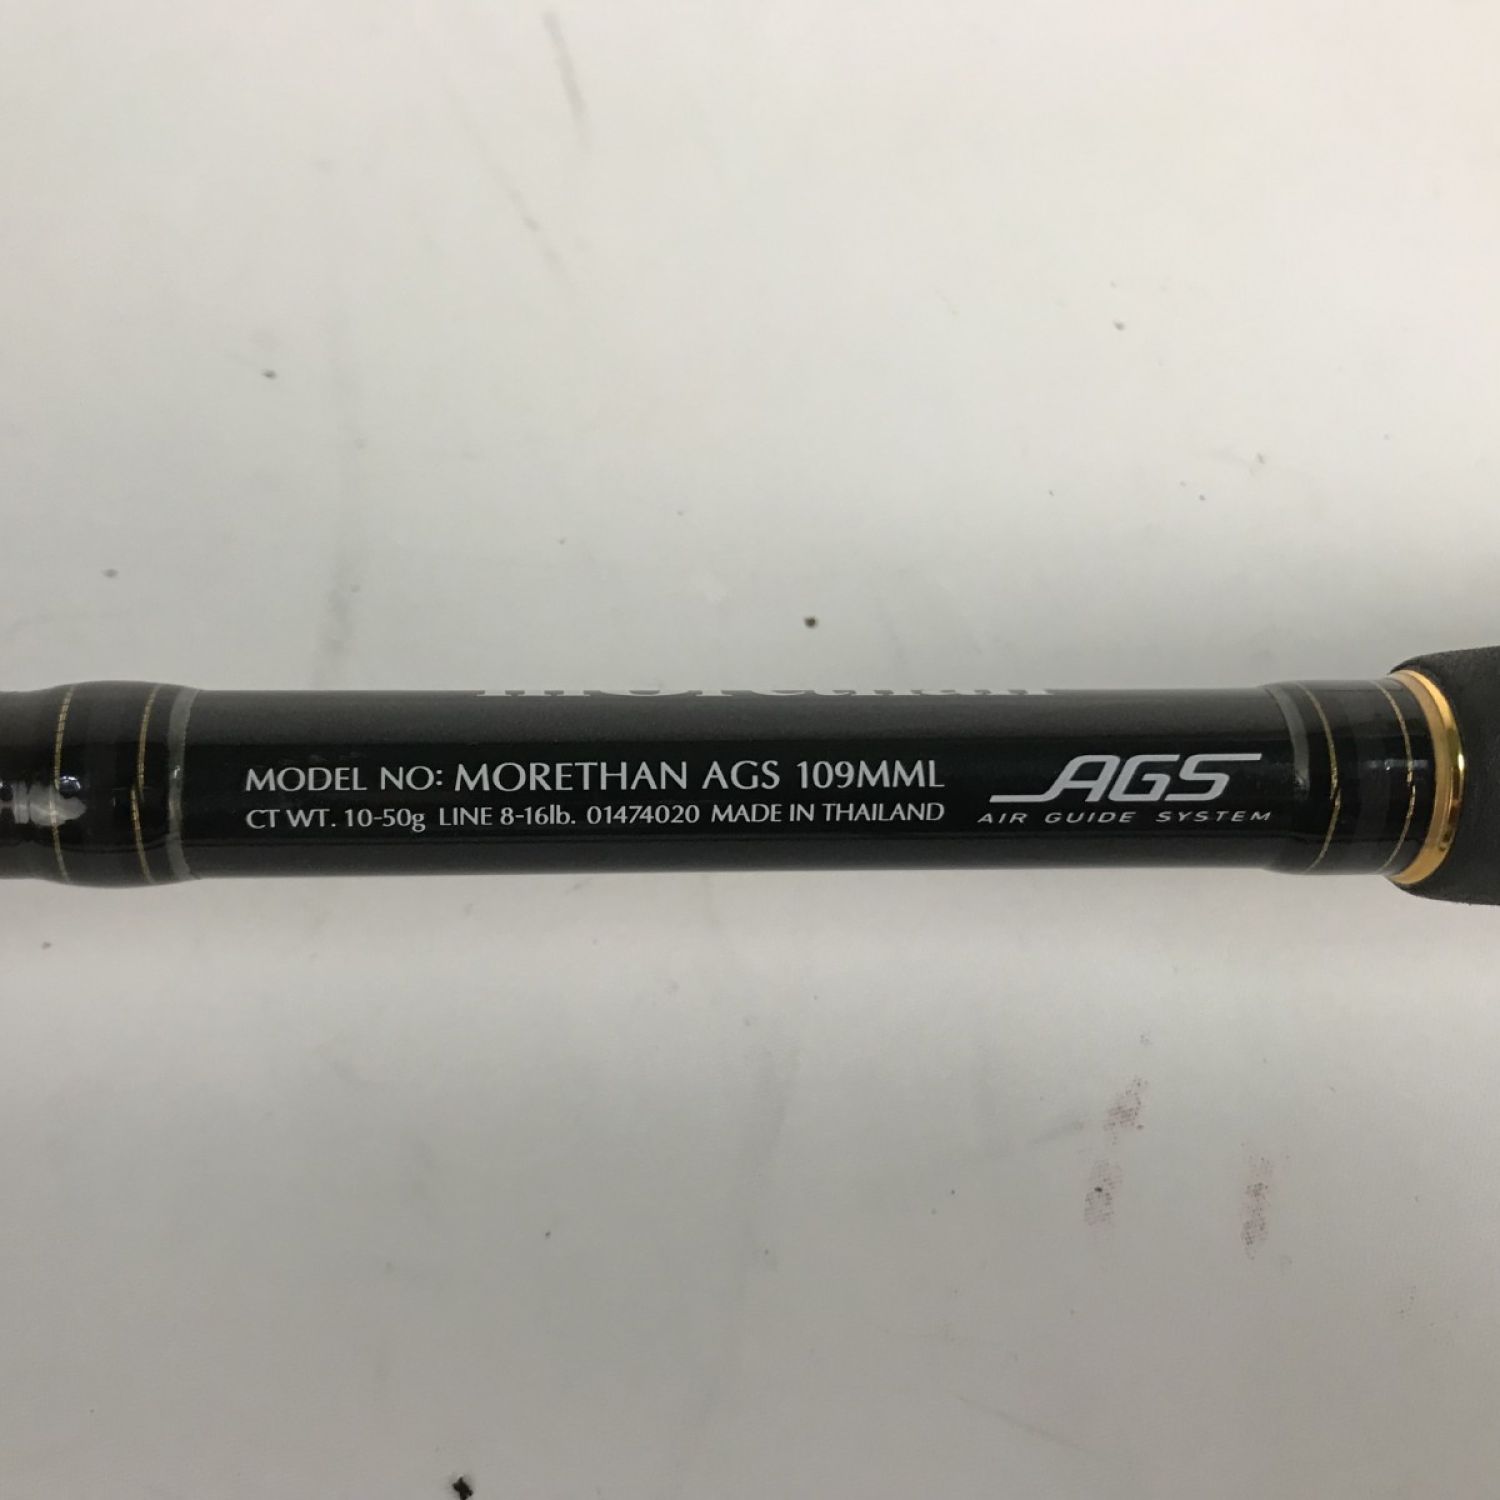 morethan
MODEL NO: MORETHAN AGS 109MML
CT WT. 10-50g LINE 8-16lb. 01474020 MADE IN THAILAND
AGS
AIR GUIDE SYSTEM